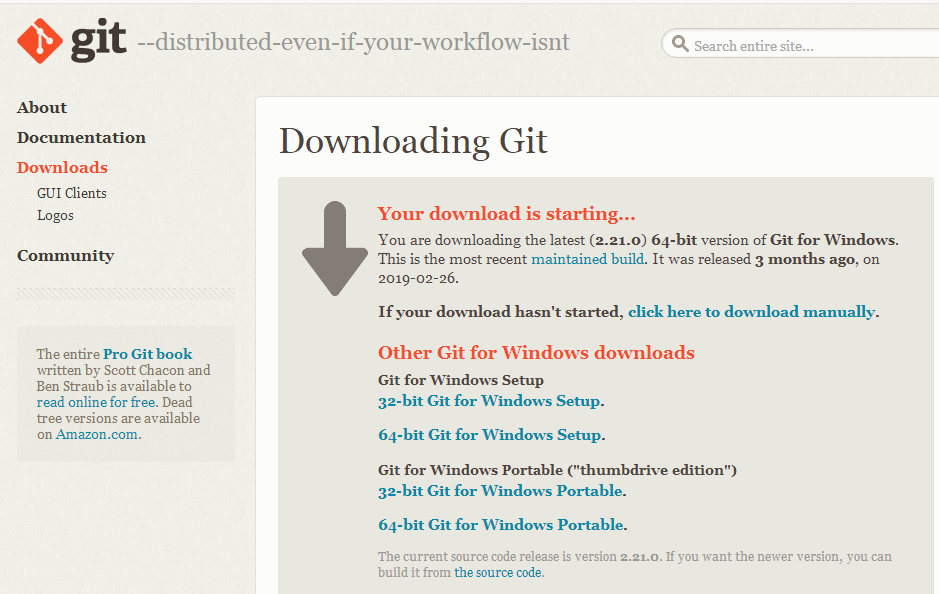 git --distributed-even-if-your-workflow-isnt
Search entire site...
About
Documentation
Downloads
GUI Clients
Logos
Community
The entire Pro Git book
written by Scott Chacon and
Ben Straub is available to
read online for free. Dead
tree versions are available
on Amazon.com.
Downloading Git
Your download is starting...
You are downloading the latest (2.21.0) 64-bit version of Git for Windows.
This is the most recent maintained build. It was released 3 months ago, on
2019-02-26.
If your download hasn't started, click here to download manually.
Other Git for Windows downloads
Git for Windows Setup
32-bit Git for Windows Setup.
64-bit Git for Windows Setup.
Git for Windows Portable ("thumbdrive edition")
32-bit Git for Windows Portable.
64-bit Git for Windows Portable.
The current source code release is version 2.21.0. If you want the newer version, you can
build it from the source code.